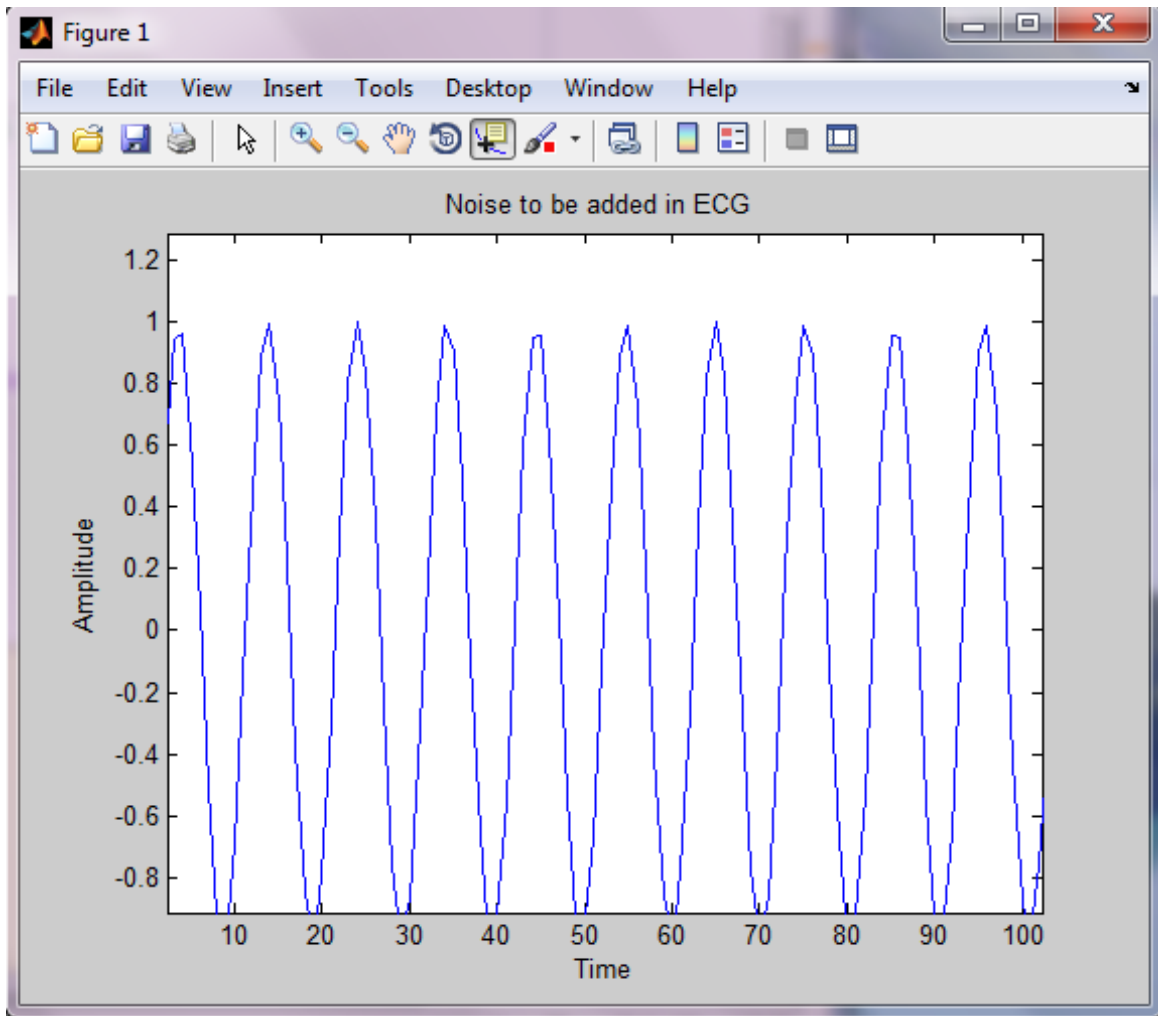 Figure 1
File Edit View Insert Tools Desktop Window Help
Noise to be added in ECG
1.2
1
0.8
0.6
0.4
0.2
0
-0.2
-0.4
-0.6
-0.8
Amplitude
10 20 30 40 50 60 70 80 90 100
Time